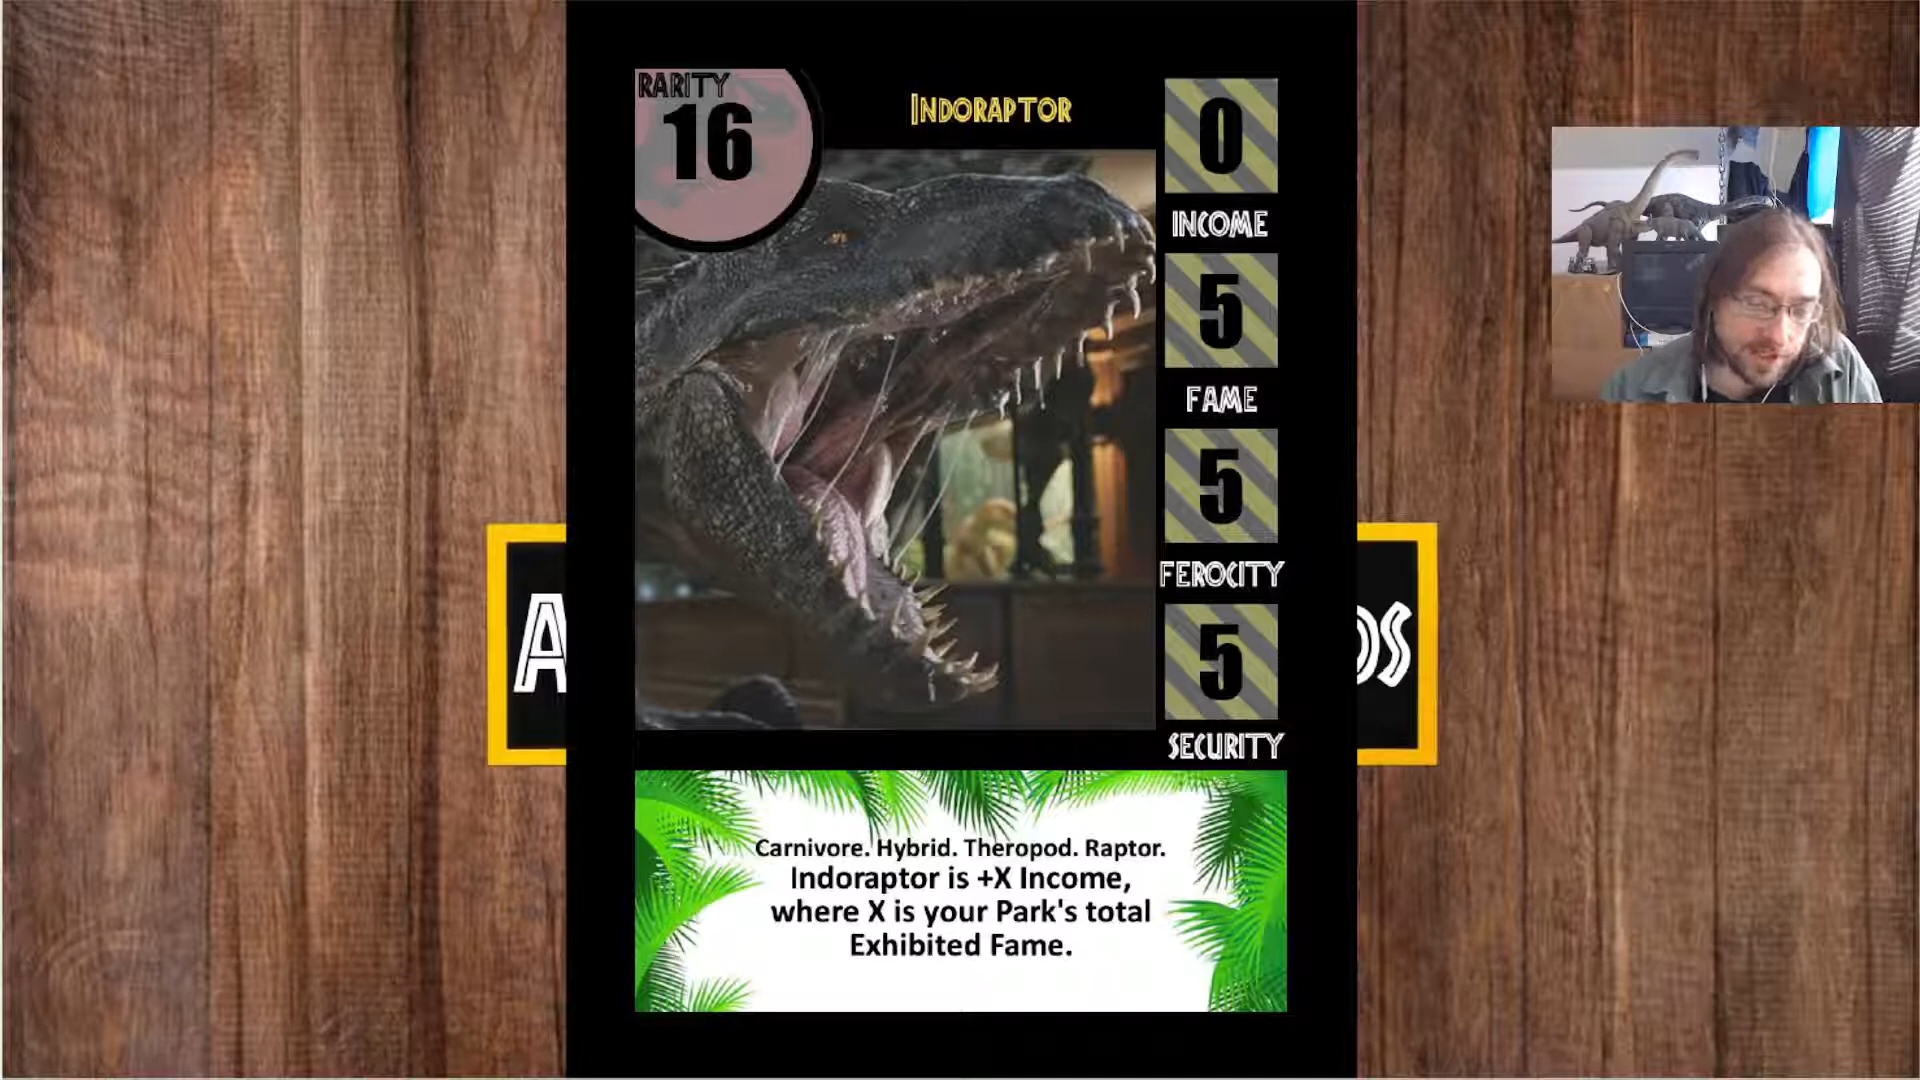 RARITY
16
INDORAPTOR
0
INCOME
5
FAME
5
FEROCITY
5
SECURITY
Carnivore. Hybrid. Theropod. Raptor.
Indoraptor is +X Income,
where X is your Park's total
Exhibited Fame.